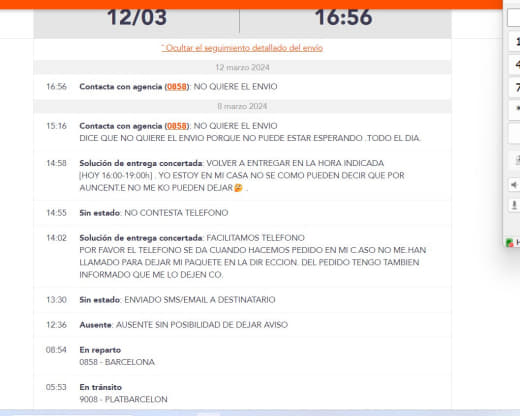 12/03 16:56
Ocultar el seguimiento detallado del envío
12 marzo 2024
16:56 Contacta con agencia (0858): NO QUIERE EL ENVIO
8 marzo 2024
15:16 Contacta con agencia (0858): NO QUIERE EL ENVIO
DICE QUE NO QUIERE EL ENVIO PORQUE NO PUEDE ESTAR ESPERANDO .TODO EL DIA.
14:58 Solución de entrega concertada: VOLVER A ENTREGAR EN LA HORA INDICADA
[HOY 16:00-19:00h] . YO ESTOY EN MI CASA NO SE COMO PUEDEN DECIR QUE POR
AUNCENT.E NO ME KO PUEDEN DEJAR .
14:55 Sin estado: NO CONTESTA TELEFONO
14:02 Solución de entrega concertada: FACILITAMOS TELEFONO
POR FAVOR EL TELEFONO SE DA CUANDO HACEMOS PEDIDO EN MI C.ASO NO ME.HAN
LLAMADO PARA DEJAR MI PAQUETE EN LA DIR ECCION. DEL PEDIDO TENGO TAMBIEN
INFORMADO QUE ME LO DEJEN CO.
13:30 Sin estado: ENVIADO SMS/EMAIL A DESTINATARIO
12:36 Ausente: AUSENTE SIN POSIBILIDAD DE DEJAR AVISO
08:54 En reparto
0858 - BARCELONA
05:53 En tránsito
9008 - PLATBARCELON
1
4
7
*
H